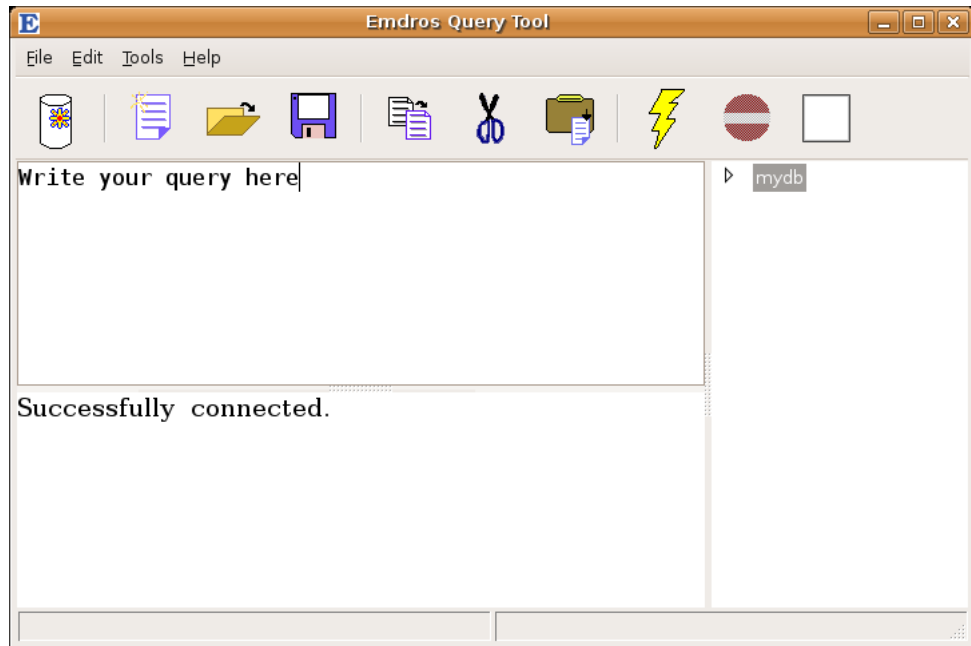 E
Emdros Query Tool
File Edit Tools Help
Write your query here
mydb
Successfully connected.